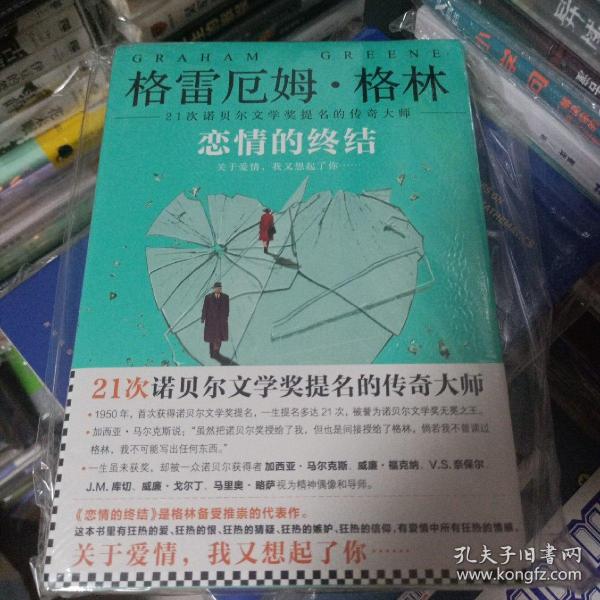 GRAHAM GREENE
格雷厄姆·格林
21次诺贝尔文学奖提名的传奇大师
恋情的终结
关于爱情，我又想起了你……
21次诺贝尔文学奖提名的传奇大师
•1950年，首次获得诺贝尔文学奖提名，一生提名多达21次，被誉为诺贝尔文学奖无冕之王。
•加西亚·马尔克斯说：“虽然把诺贝尔奖授给了我，但也是间接授给了格林，倘若我不曾读过
格林，我不可能写出任何东西。”
•一生虽未获奖，却被一众诺贝尔获得者加西亚·马尔克斯、威廉·福克纳、V.S.奈保尔、
J.M.库切、威廉·戈尔丁、马里奥·略萨视为精神偶像和导师。
《恋情的终结》是格林备受推崇的代表作。
这本书里有狂热的爱、狂热的恨、狂热的猜疑、狂热的嫉妒、狂热的信仰，有爱情中所有狂热的情感。
关于爱情，我又想起了你……
孔夫子旧书网
www.kongfz.com